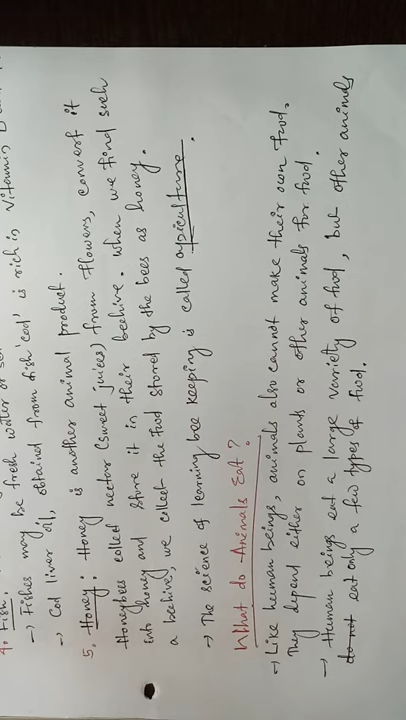 4. Fish:
→ Fishes may be fresh water or
→ Cod liver oil, obtained from fish 'cod' is rich in vitamin D
5. Honey: Honey is another animal product.
Honeybees called nectar (sweet juices) from flowers, convert it
into honey and store it in their beehive. when we find such
a beehive, we collect the food stored by the bees as honey.
→ The science of learning bee keeping is called apiculture.
What do Animals Eat?
→ Like human beings, animals also cannot make their own food.
They depend either on plants or other animals for food.
→ Human beings eat a large variety of food, but other animals
do not eat only a few types of food.